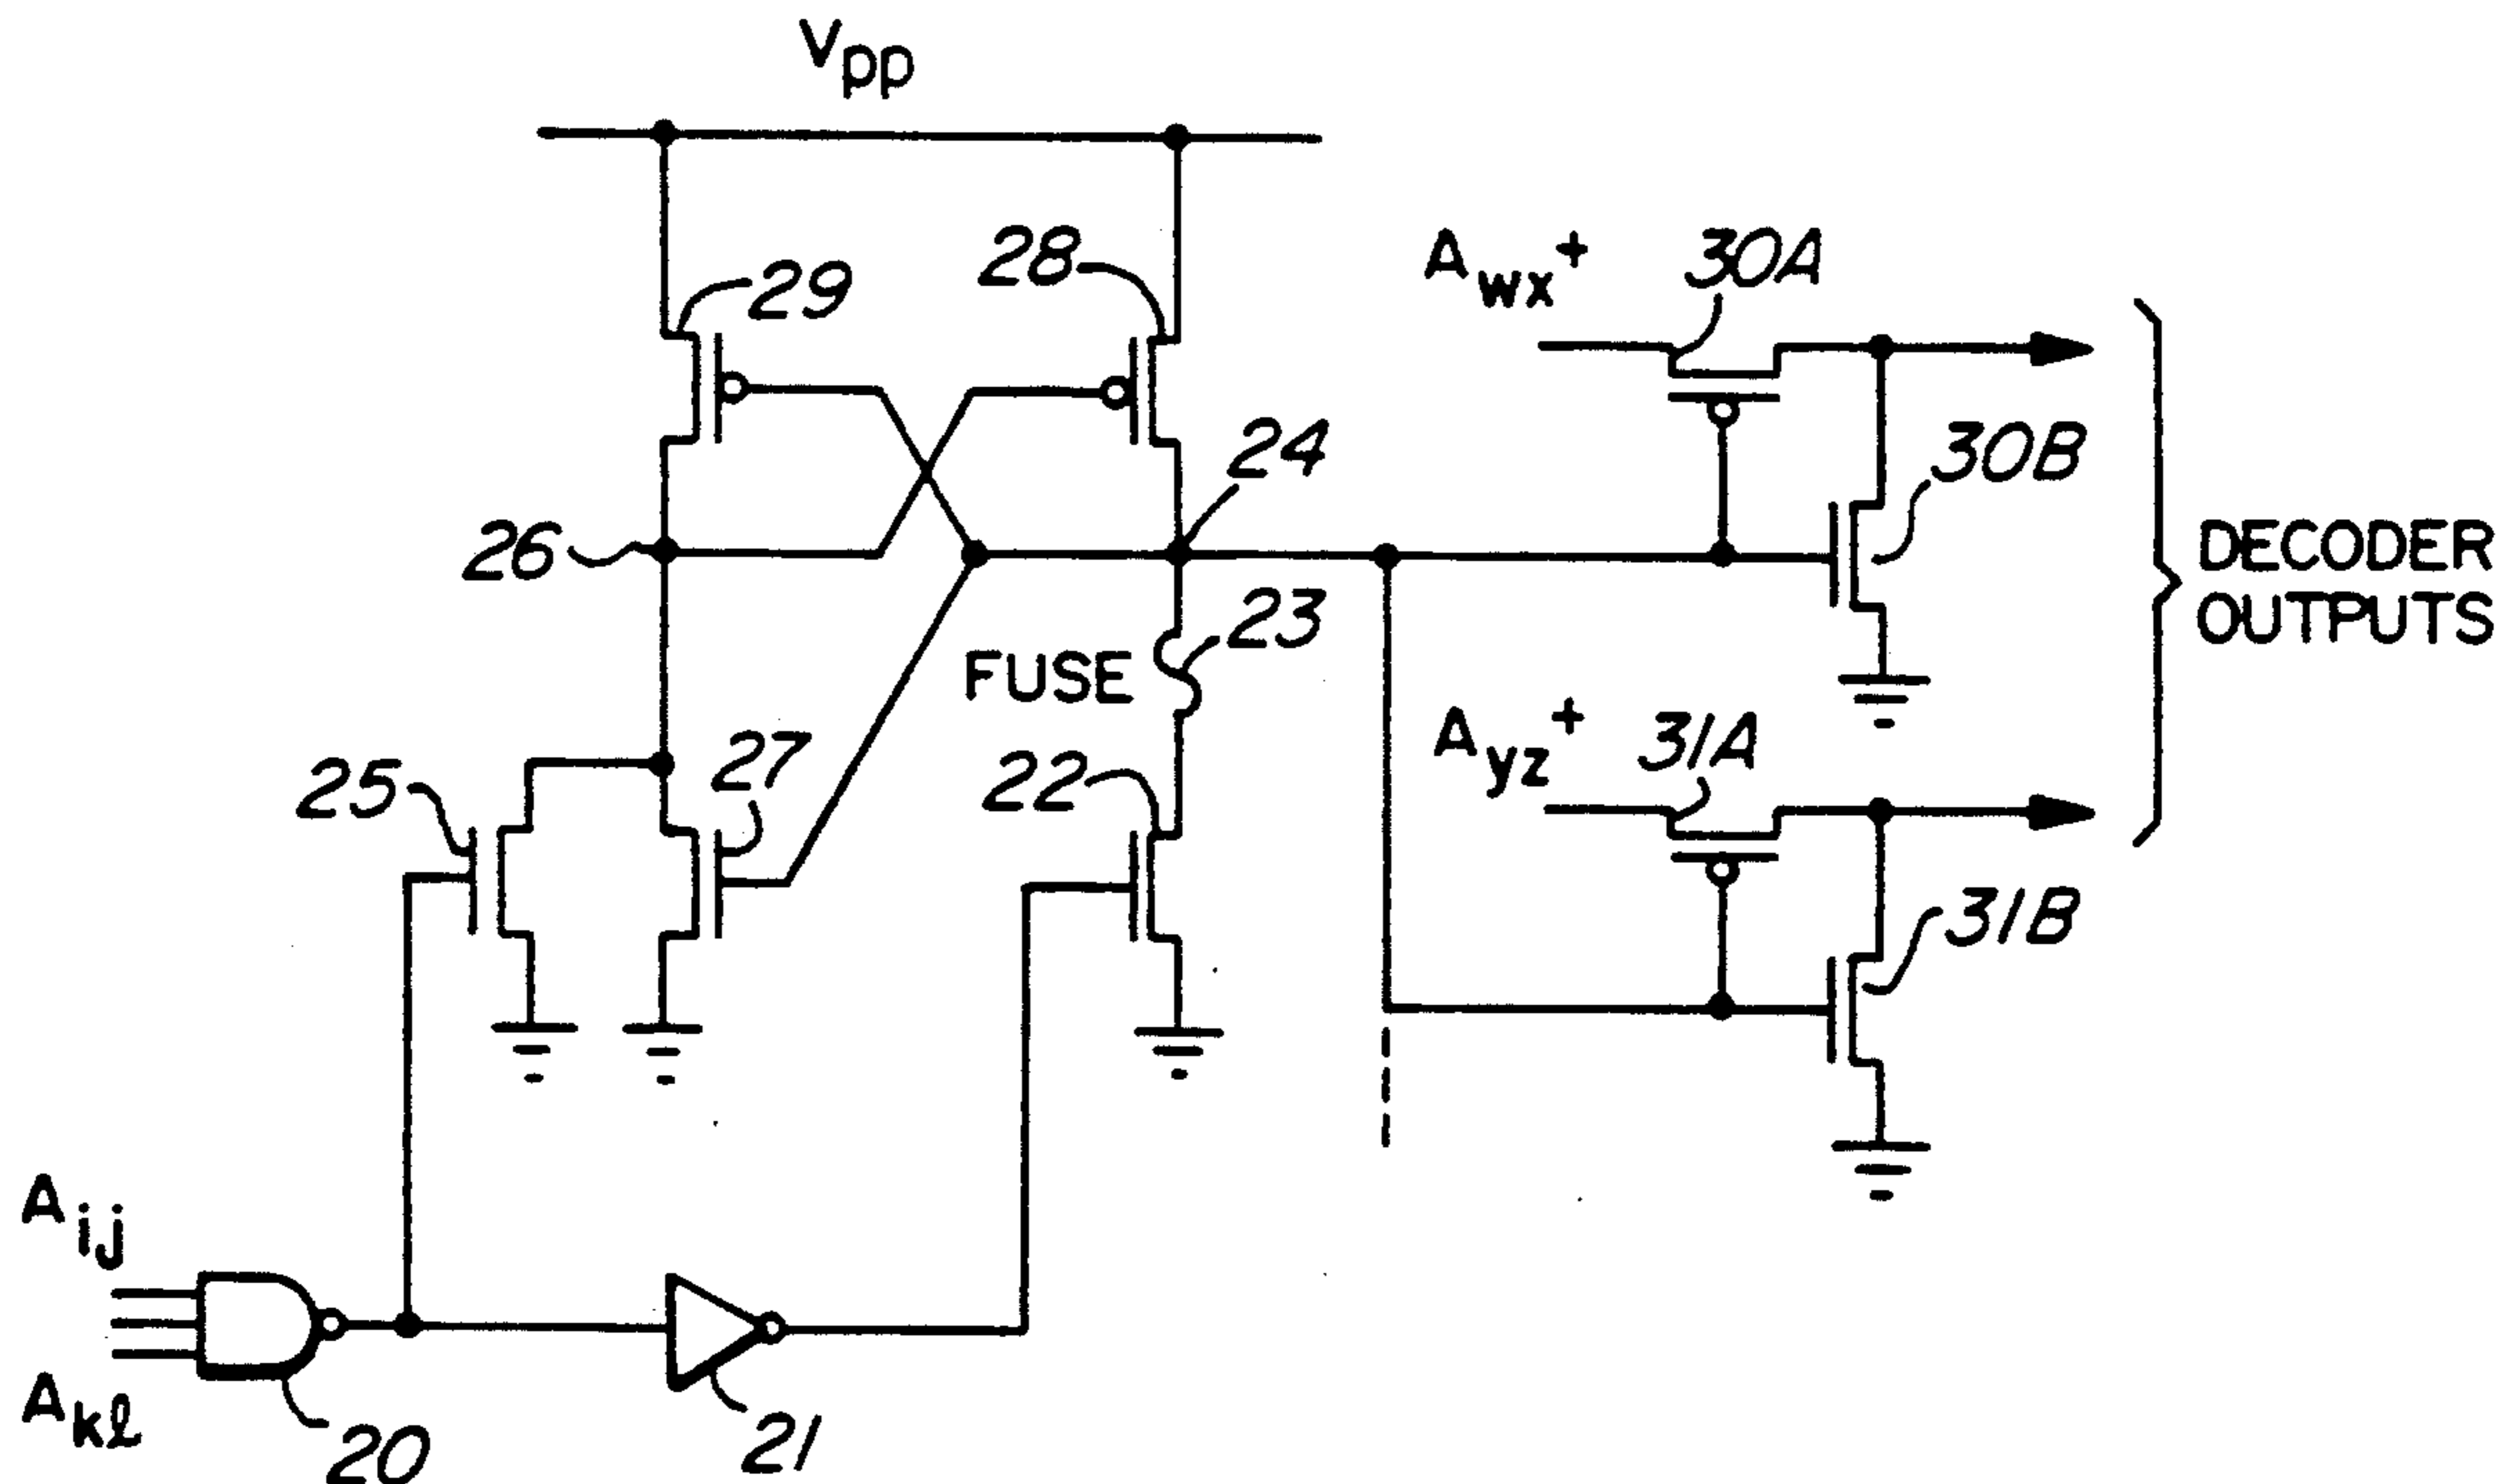 Vpp
29
28
Awx+
30A
24
30B
26
DECODER
OUTPUTS
FUSE
23
25
27
22
Ayz+
31A
31B
Aij
Akl
20
21